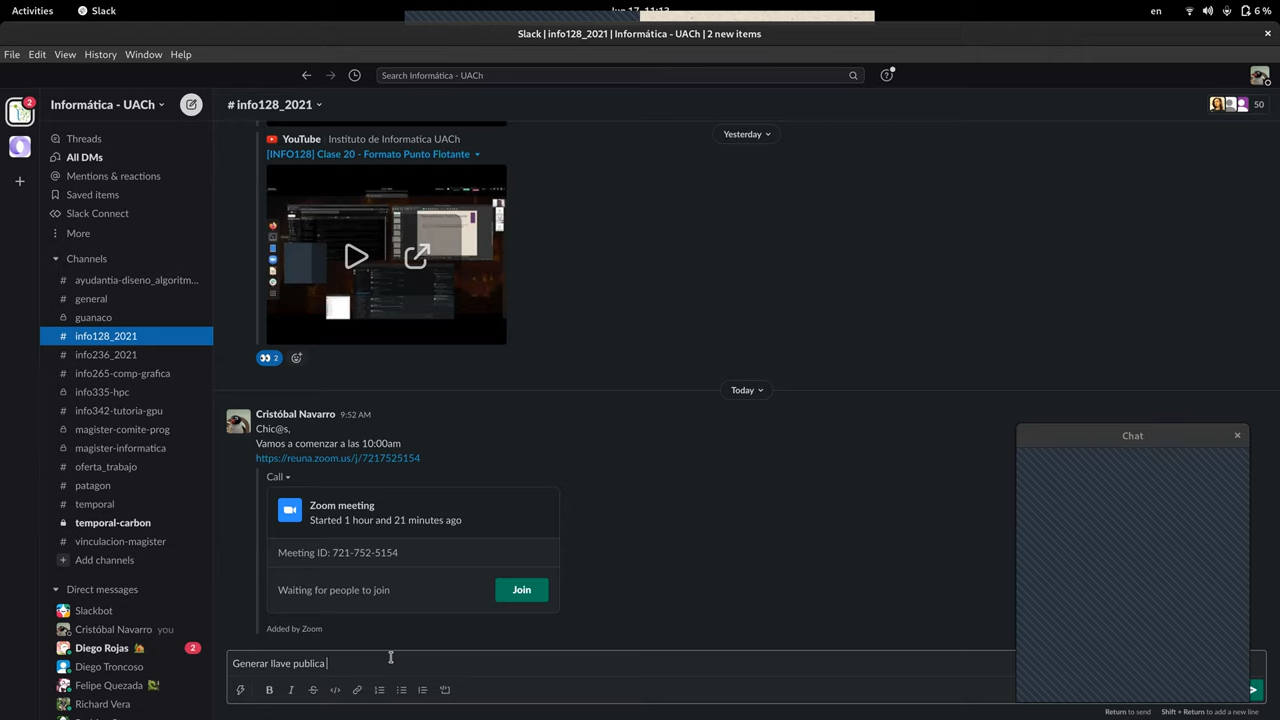 Activities
Slack
Jun 17, 11:13
en
6 %
Slack | info128_2021 | Informática - UACh | 2 new items
File Edit View History Window Help
Search Informática - UACh
2
Informática - UACh
# info128_2021
50
Threads
All DMs
Mentions & reactions
Saved items
Slack Connect
More
Channels
# ayudantia-diseno_algoritm...
# general
guanaco
# info128_2021
# info236_2021
# info265-comp-grafica
info335-hpc
# info342-tutoria-gpu
magister-comite-prog
magister-informatica
# oferta_trabajo
# patagon
# temporal
temporal-carbon
# vinculacion-magister
Add channels
Direct messages
Slackbot
Cristóbal Navarro you
Diego Rojas 2
Diego Troncoso
Felipe Quezada
Richard Vera
YouTube Instituto de Informatica UACh
Yesterday
[INFO128] Clase 20 - Formato Punto Flotante
2
Today
Cristóbal Navarro 9:52 AM
Chic@s,
Vamos a comenzar a las 10:00am
https://reuna.zoom.us/j/7217525154
Call
Zoom meeting
Started 1 hour and 21 minutes ago
Meeting ID: 721-752-5154
Waiting for people to join
Join
Added by Zoom
Generar llave publica
Chat
Return to send Shift + Return to add a new line